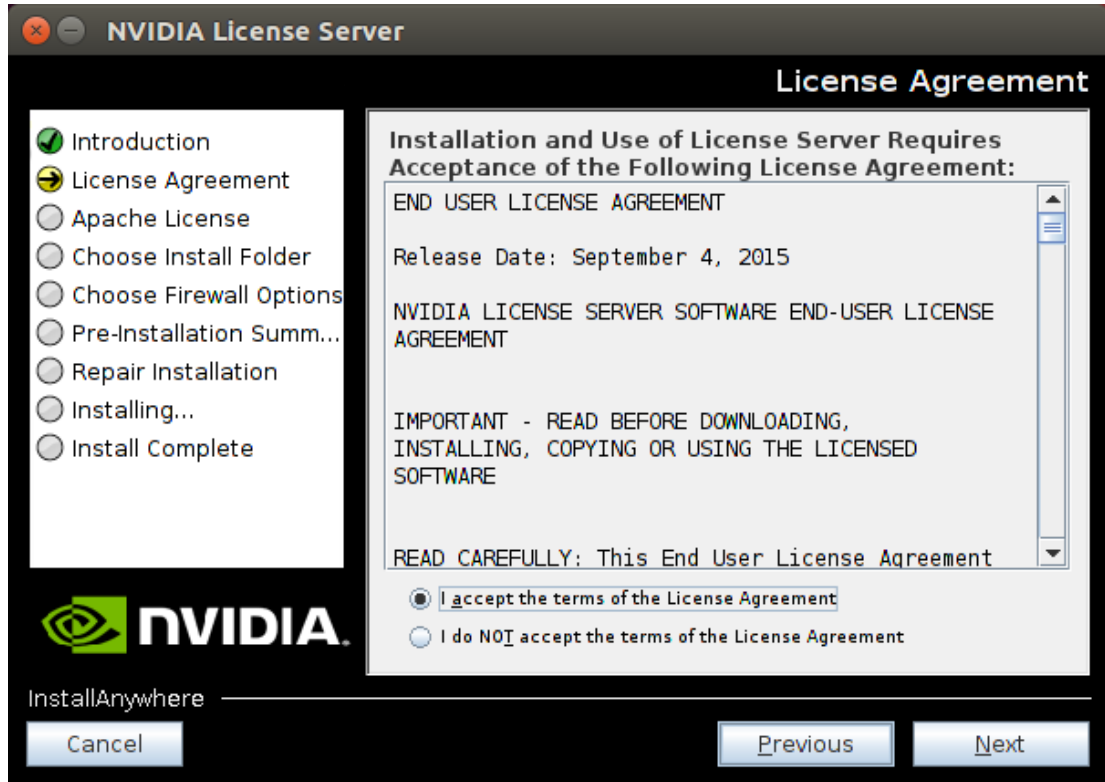 NVIDIA License Server
License Agreement
Introduction
License Agreement
Apache License
Choose Install Folder
Choose Firewall Options
Pre-Installation Summ...
Repair Installation
Installing...
Install Complete
Installation and Use of License Server Requires
Acceptance of the Following License Agreement:
END USER LICENSE AGREEMENT
Release Date: September 4, 2015
NVIDIA LICENSE SERVER SOFTWARE END-USER LICENSE
AGREEMENT
IMPORTANT - READ BEFORE DOWNLOADING,
INSTALLING, COPYING OR USING THE LICENSED
SOFTWARE
READ CAREFULLY: This End User License Agreement
I accept the terms of the License Agreement
I do NOT accept the terms of the License Agreement
NVIDIA.
InstallAnywhere
Cancel
Previous
Next